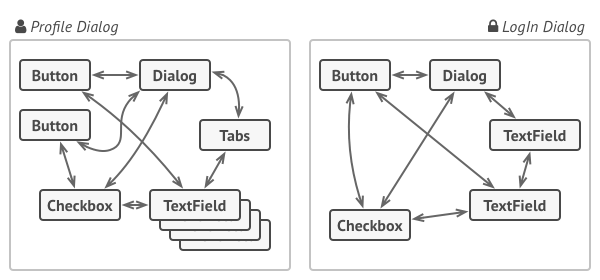 Profile Dialog
Button
Dialog
Button
Tabs
Checkbox
TextField
LogIn Dialog
Button
Dialog
TextField
TextField
Checkbox